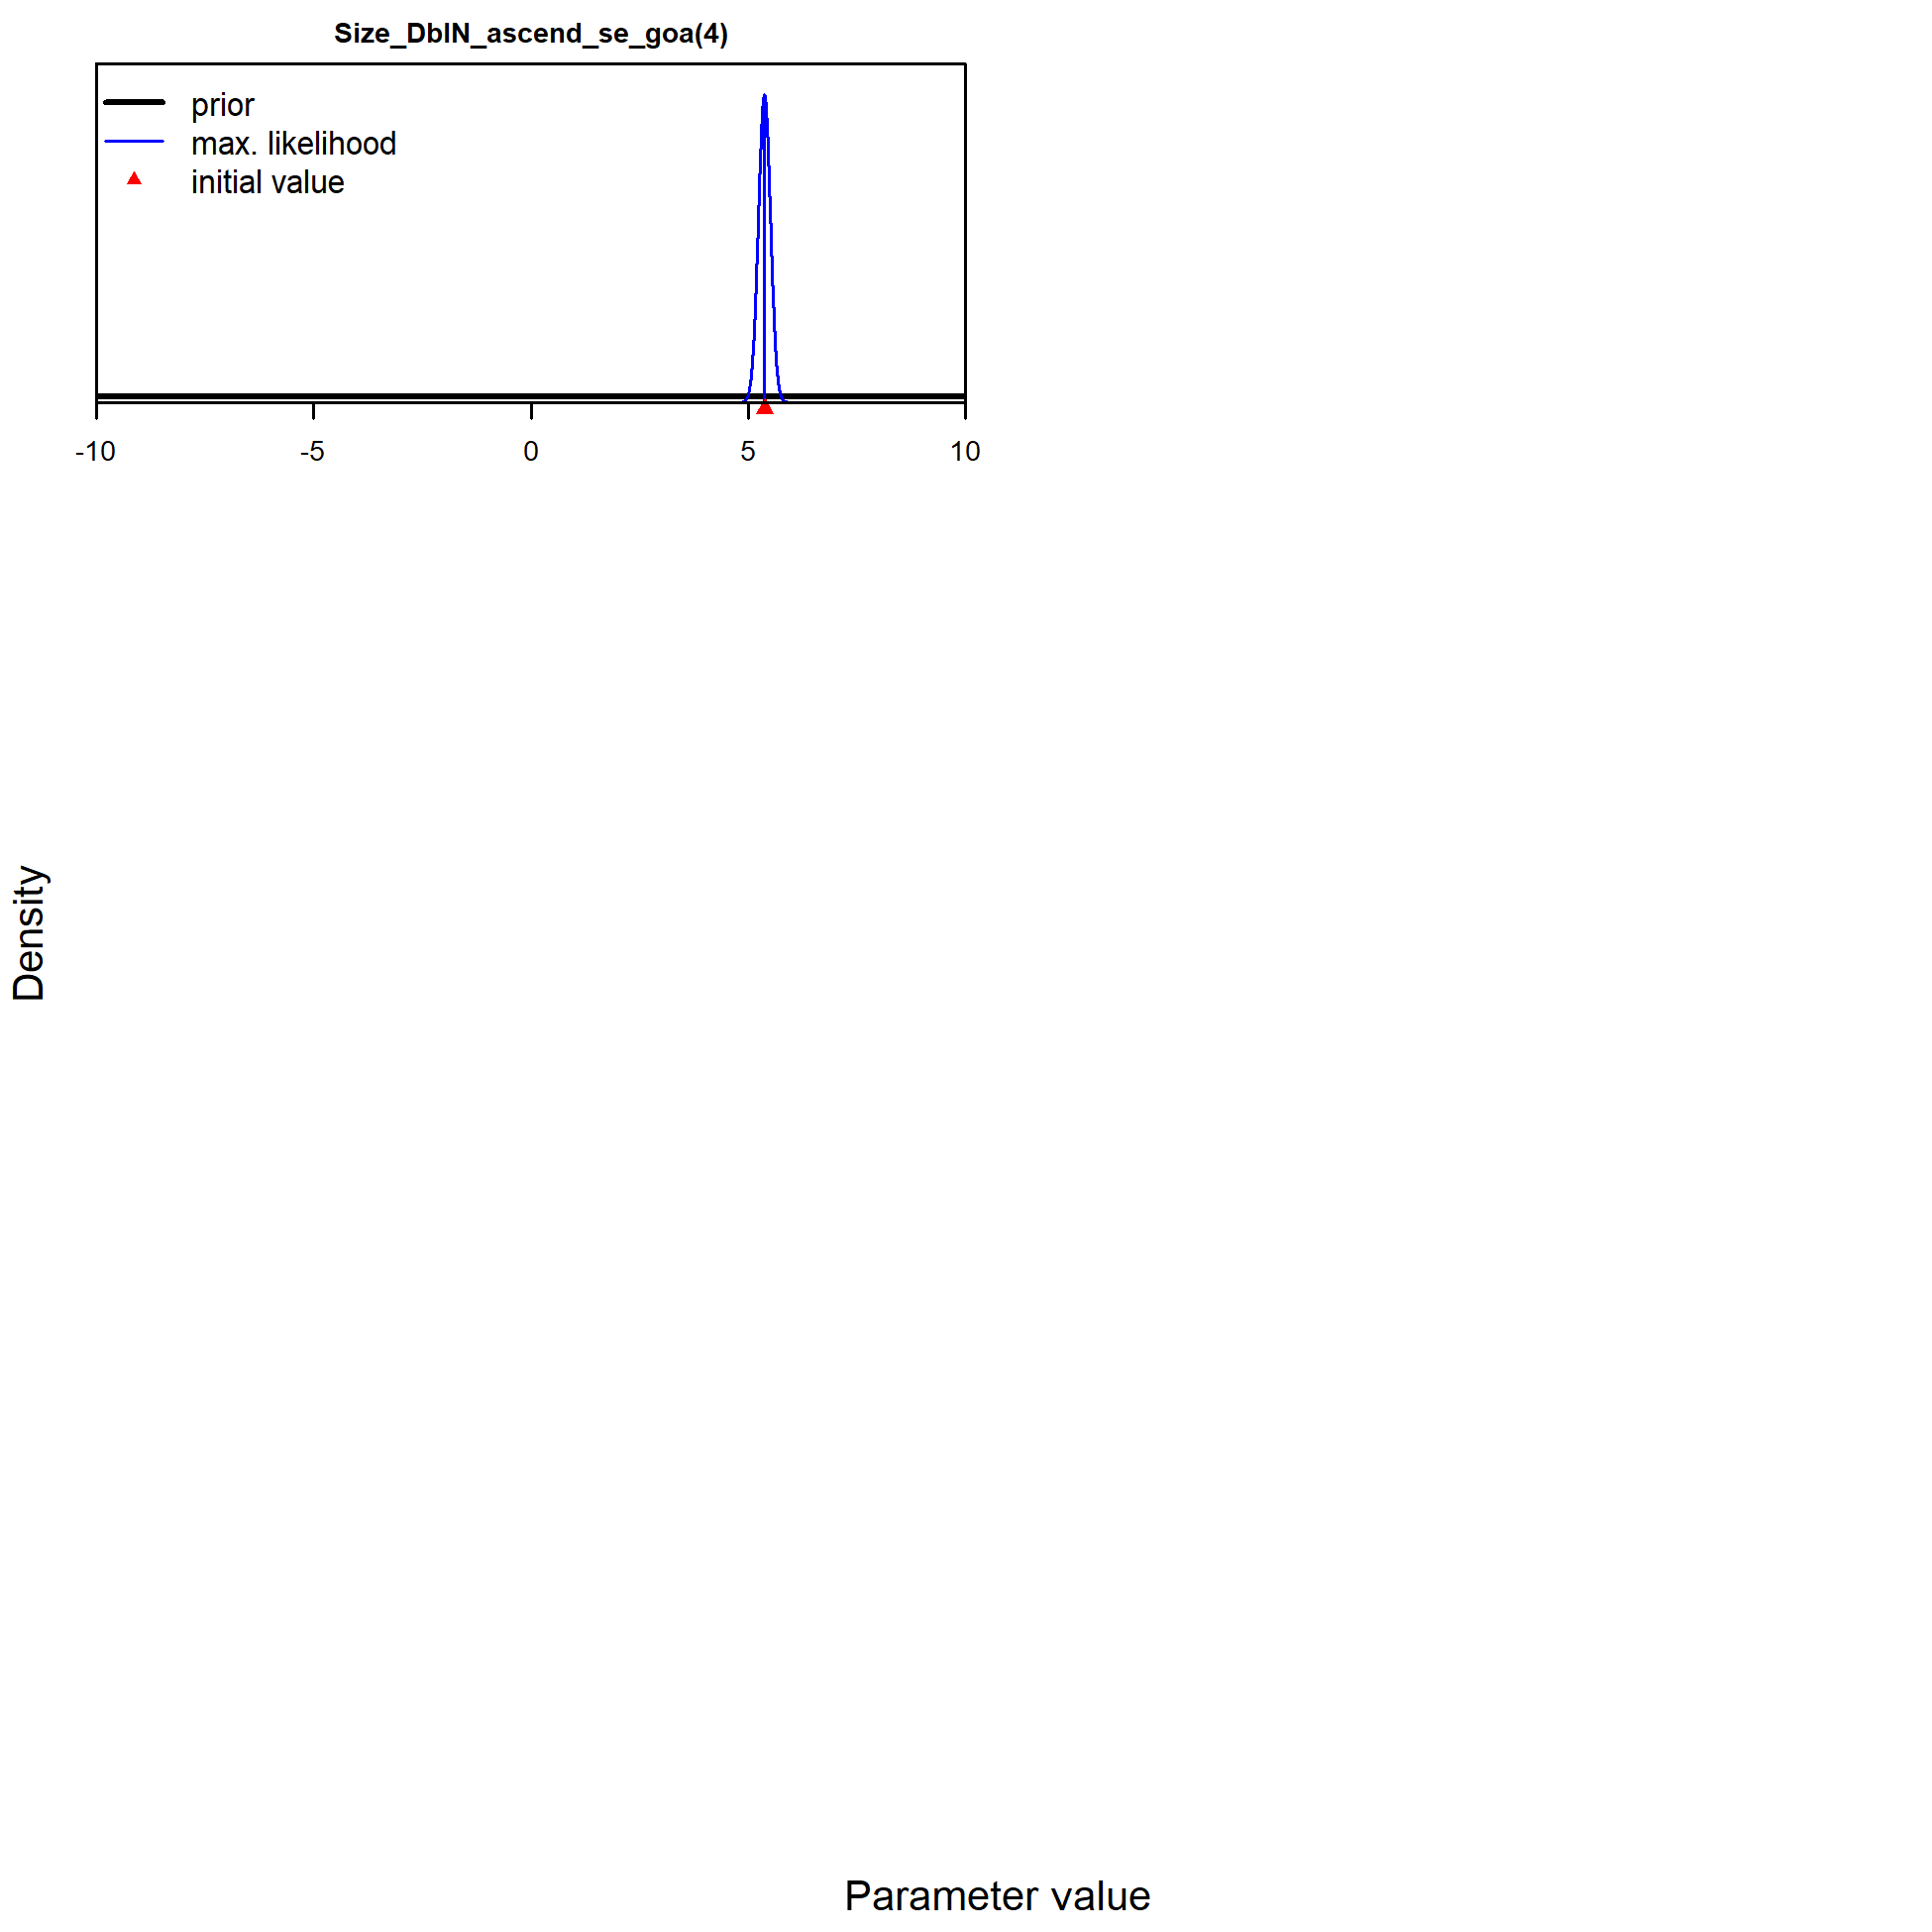 Size_DblN_ascend_se_goa(4)
prior
max. likelihood
initial value
-10 -5 0 5 10
Density
Parameter value